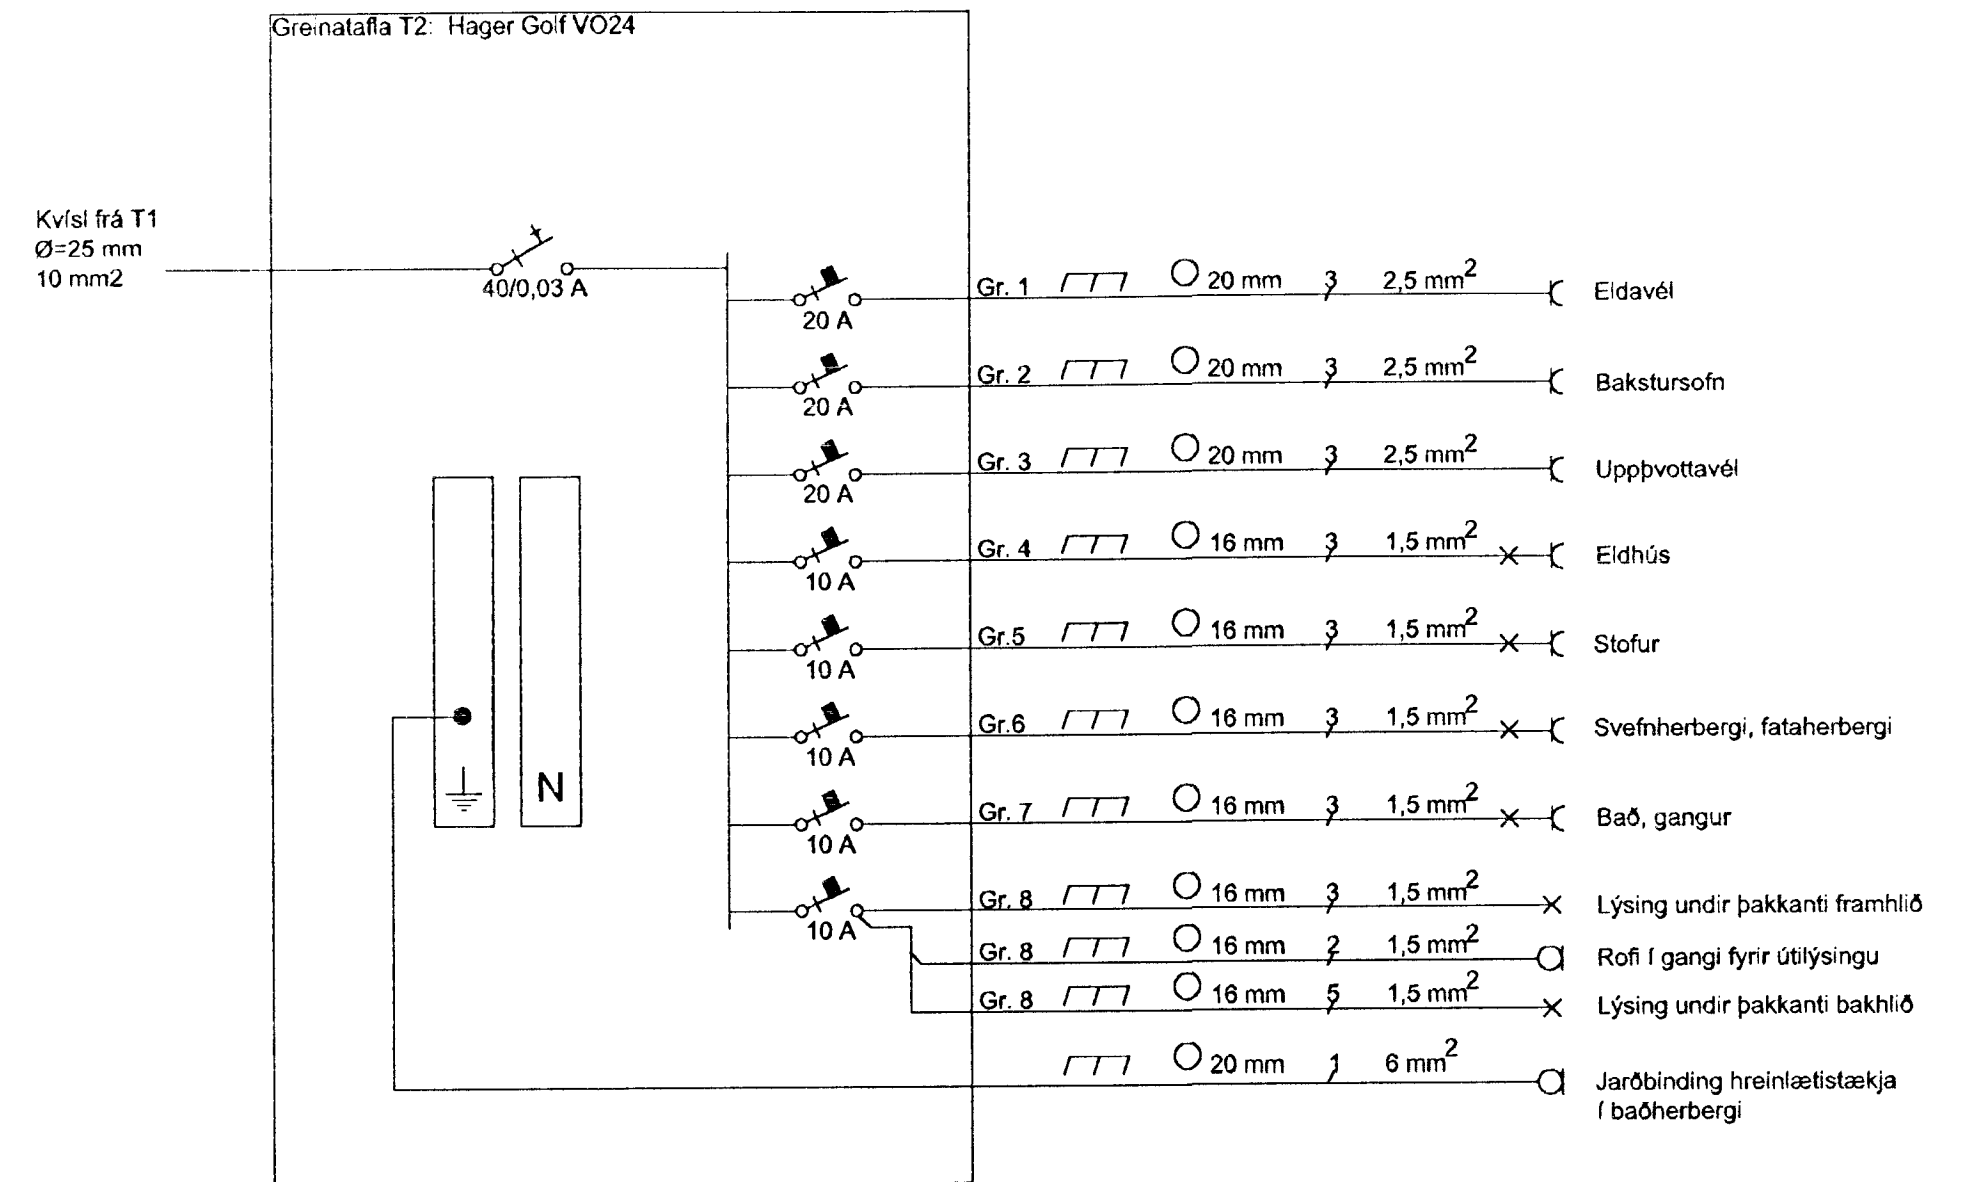 Greinatafla T2: Hager Golf VO24
Kvísl frá T1
Ø=25 mm
10 mm2
40/0,03 A
20 A
Gr. 1 20 mm 3 2,5 mm2 Eldavél
20 A
Gr. 2 20 mm 3 2,5 mm2 Bakstursofn
20 A
Gr. 3 20 mm 3 2,5 mm2 Uppþvottavél
10 A
Gr. 4 16 mm 3 1,5 mm2 Eldhús
10 A
Gr.5 16 mm 3 1,5 mm2 Stofur
10 A
Gr.6 16 mm 3 1,5 mm2 Svefnherbergi, fataherbergi
10 A
Gr. 7 16 mm 3 1,5 mm2 Bað, gangur
10 A
Gr. 8 16 mm 3 1,5 mm2 Lýsing undir þakkanti framhlið
Gr. 8 16 mm 2 1,5 mm2 Rofi í gangi fyrir útilýsingu
Gr. 8 16 mm 5 1,5 mm2 Lýsing undir þakkanti bakhlið
20 mm 1 6 mm2 Jarðbinding hreinlætistækja
í baðherbergi
N